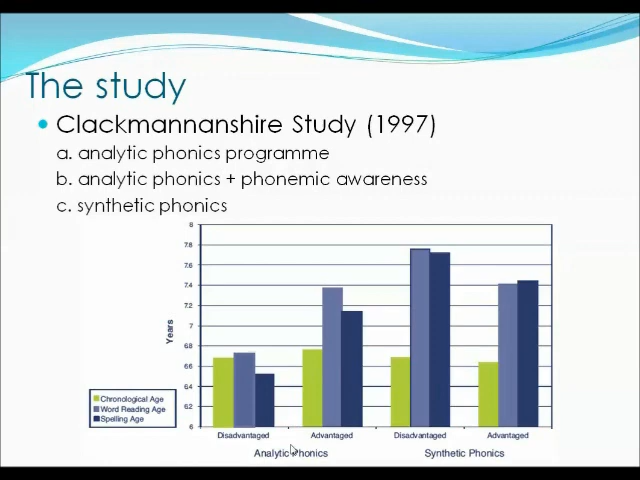 The study
Clackmannanshire Study (1997)
a. analytic phonics programme
b. analytic phonics + phonemic awareness
c. synthetic phonics
8
7.8
7.6
7.4
7.2
7
6.8
6.6
6.4
6.2
6
Years
Chronological Age
Word Reading Age
Spelling Age
Disadvantaged Advantaged Disadvantaged Advantaged
Analytic Phonics Synthetic Phonics